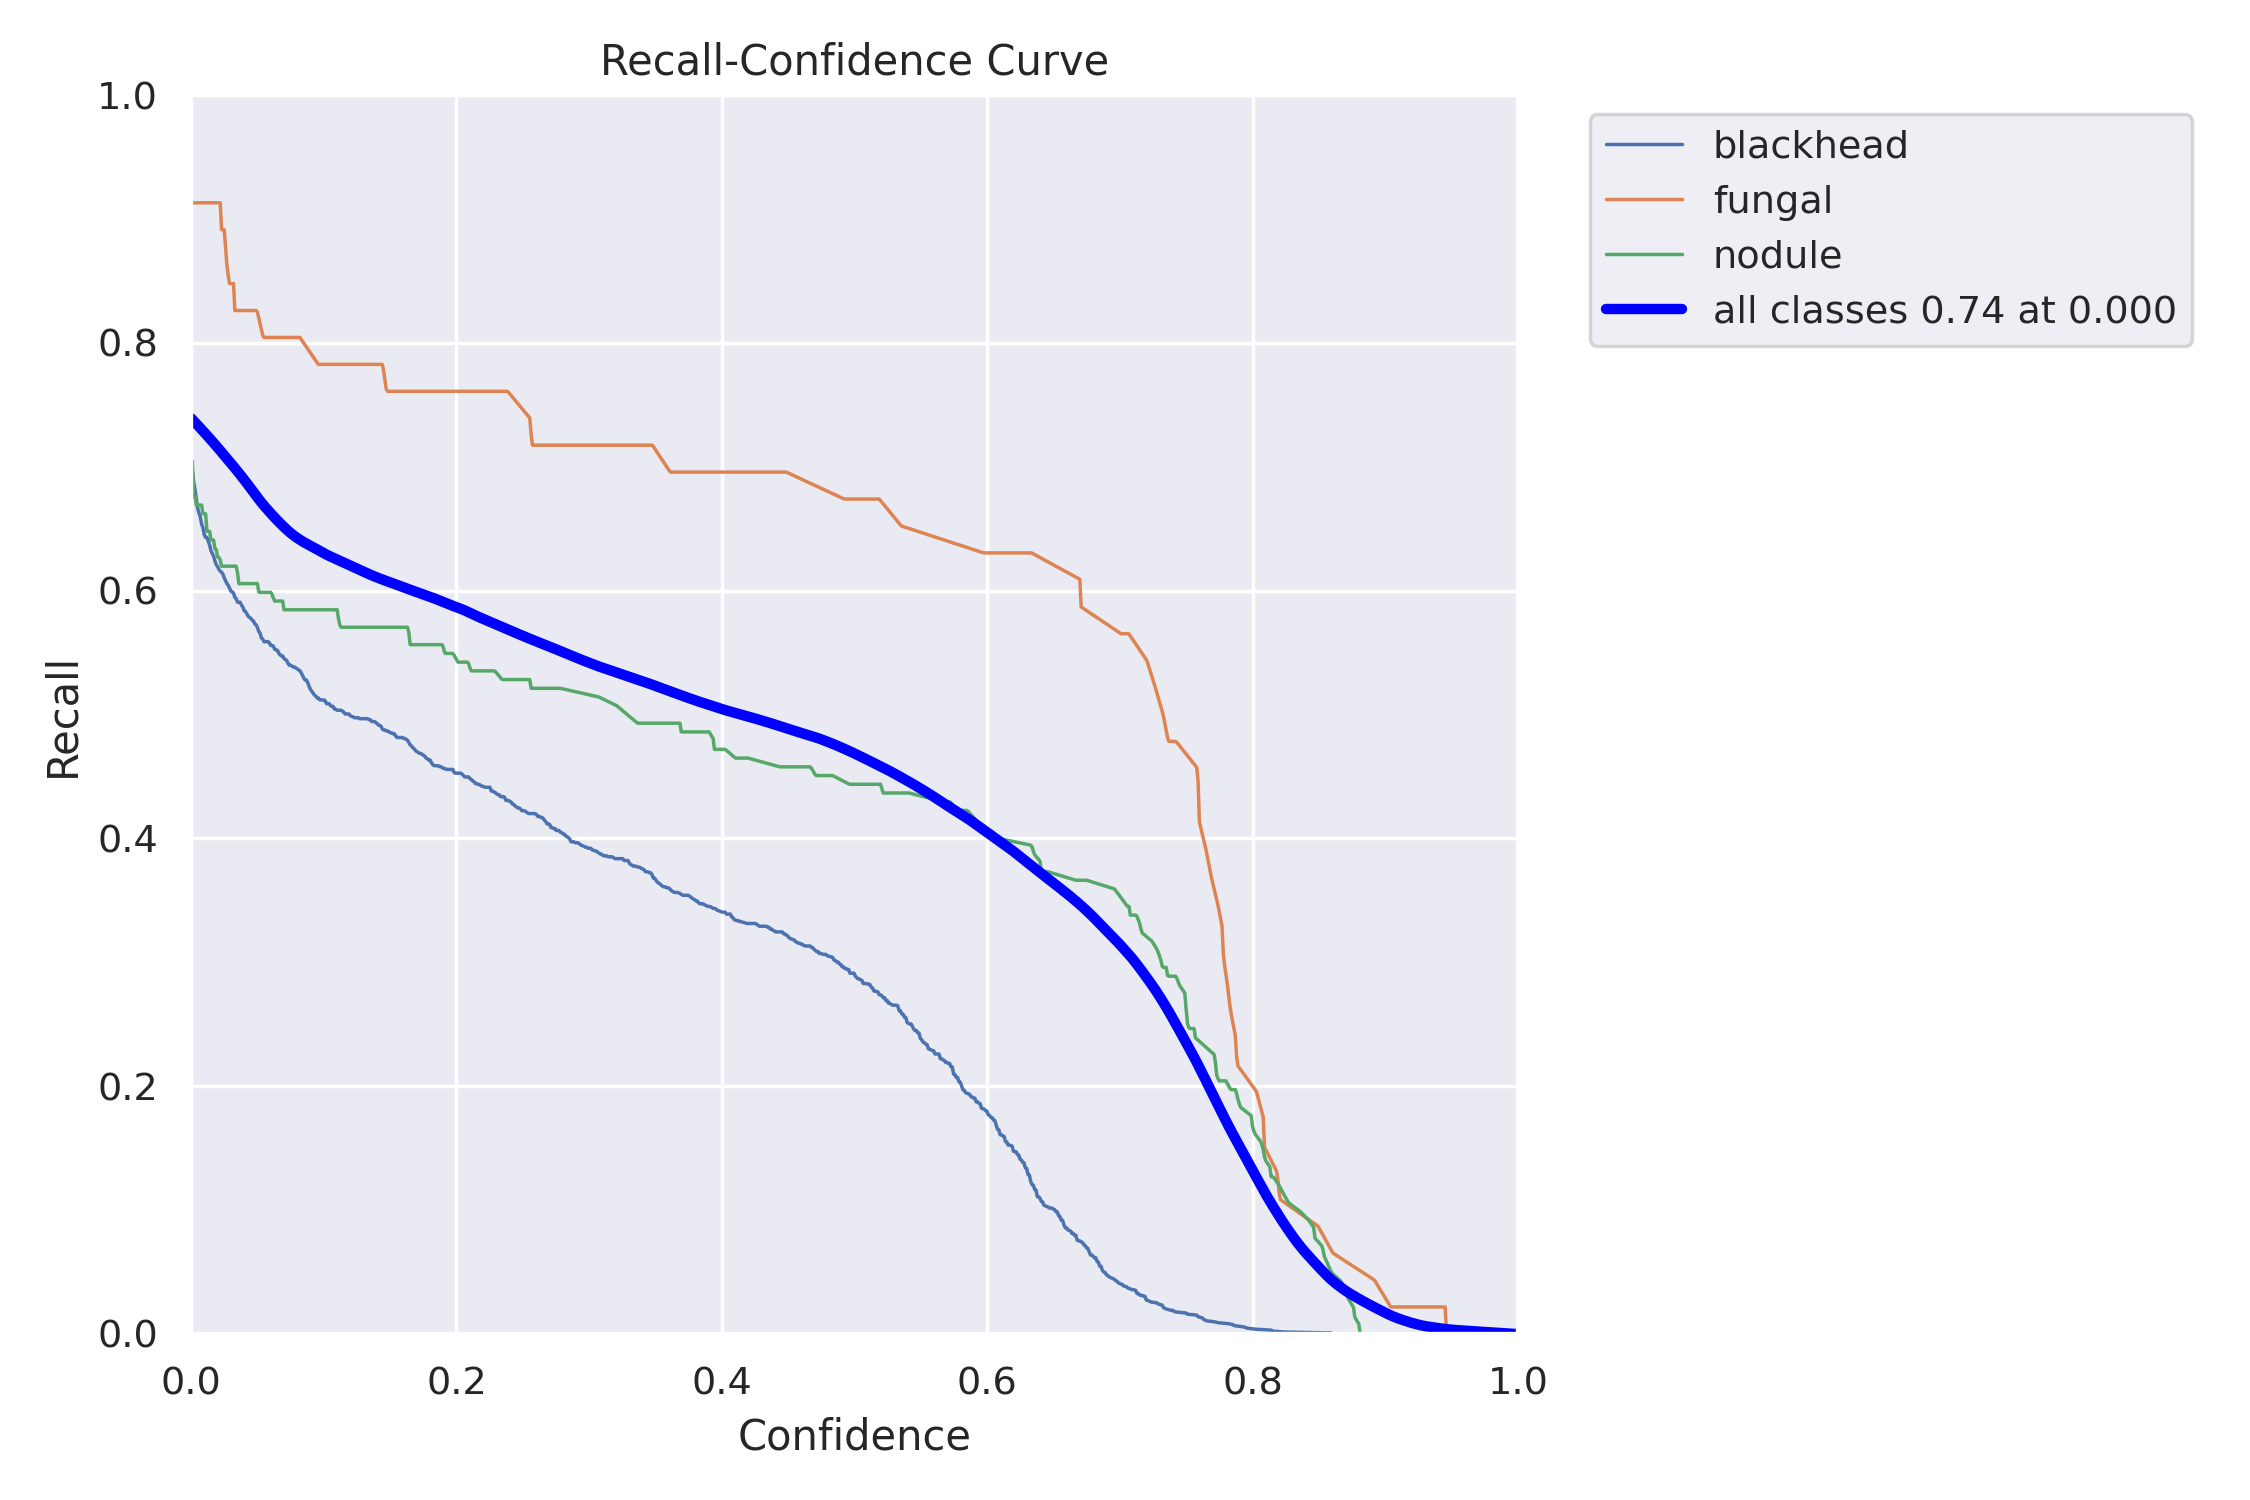 Recall-Confidence Curve
1.0
0.8
0.6
0.4
0.2
0.0
Recall
0.0 0.2 0.4 0.6 0.8 1.0
Confidence
blackhead
fungal
nodule
all classes 0.74 at 0.000